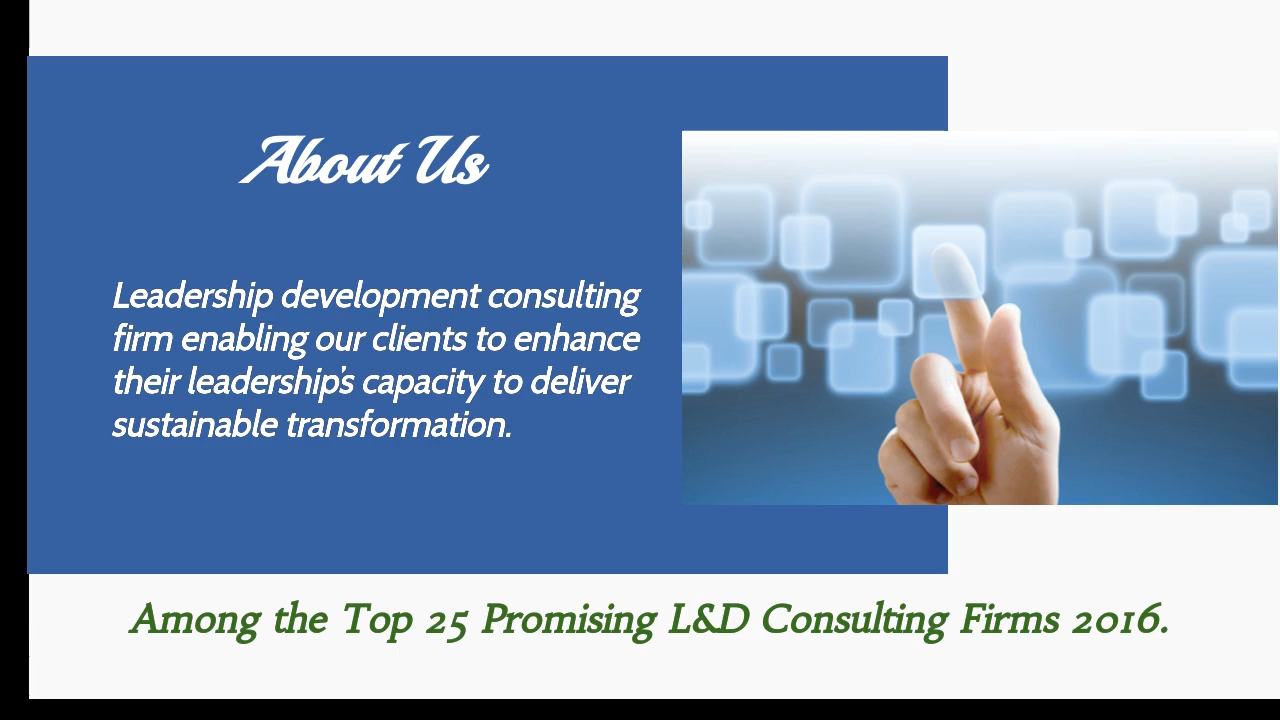 About Us
Leadership development consulting
firm enabling our clients to enhance
their leadership's capacity to deliver
sustainable transformation.
Among the Top 25 Promising L&D Consulting Firms 2016.